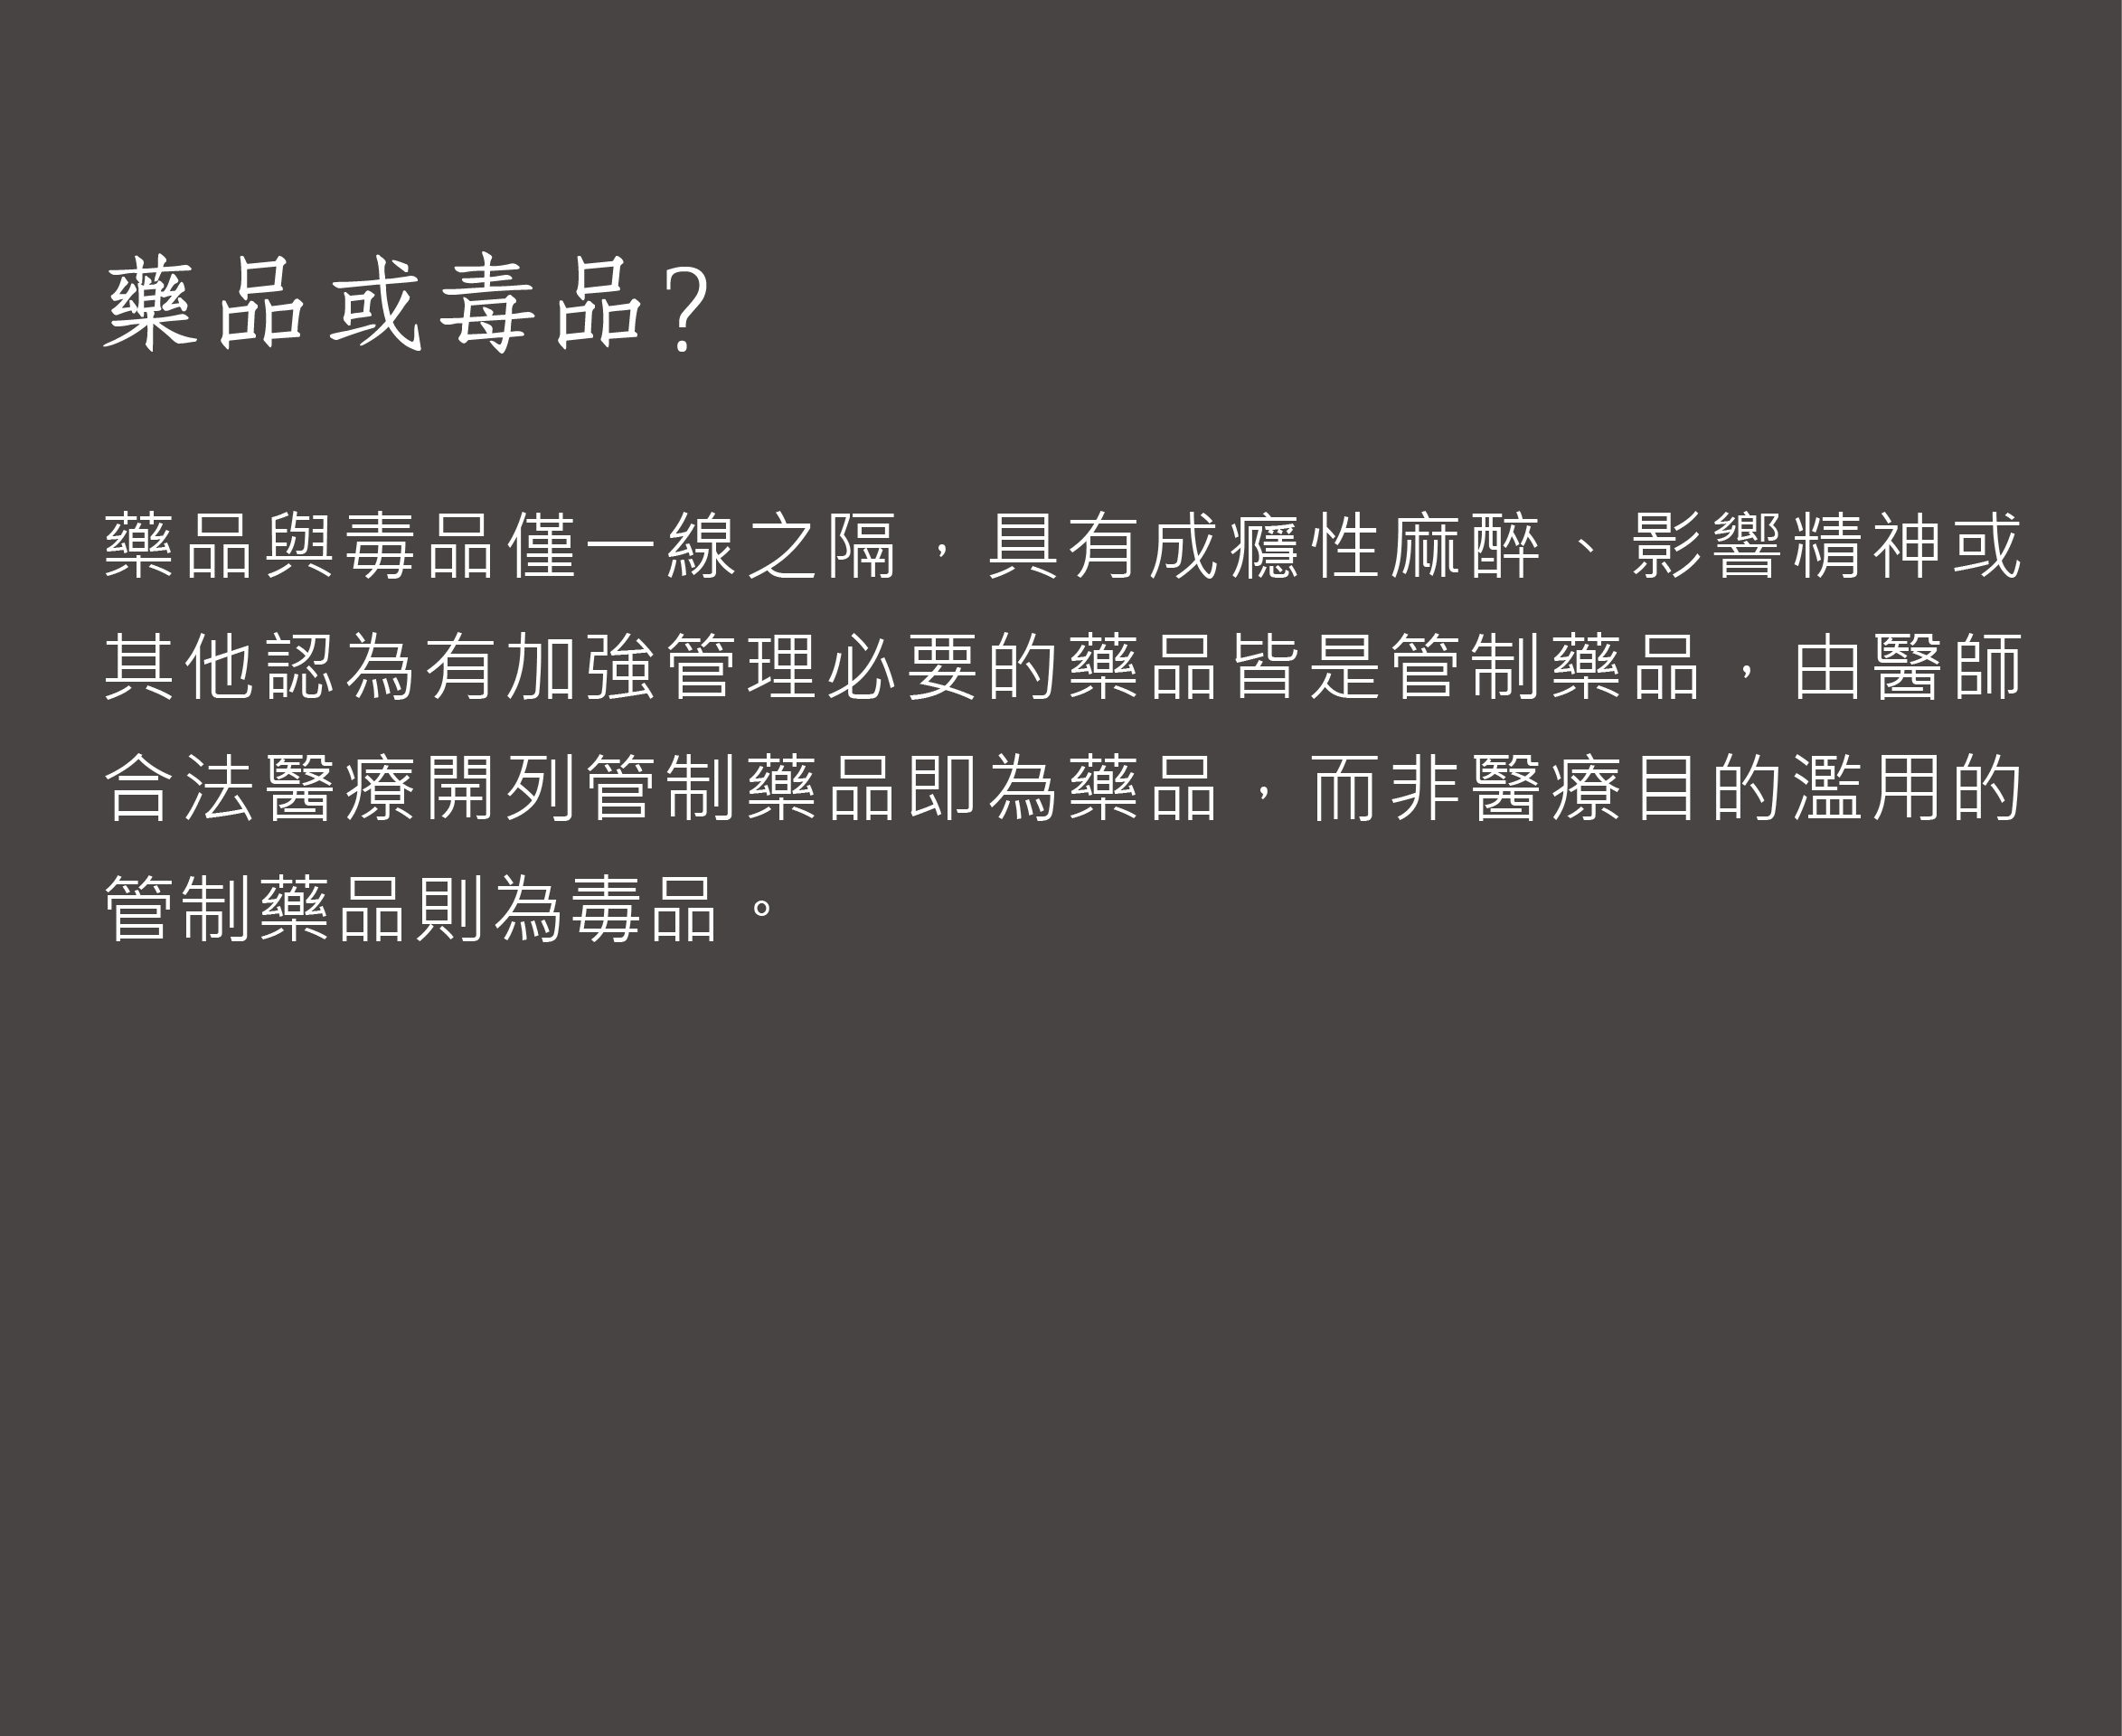 藥品或毒品?
藥品與毒品僅一線之隔，具有成癮性麻醉、影響精神或
其他認為有加強管理必要的藥品皆是管制藥品，由醫師
合法醫療開列管制藥品即為藥品，而非醫療目的濫用的
管制藥品則為毒品。